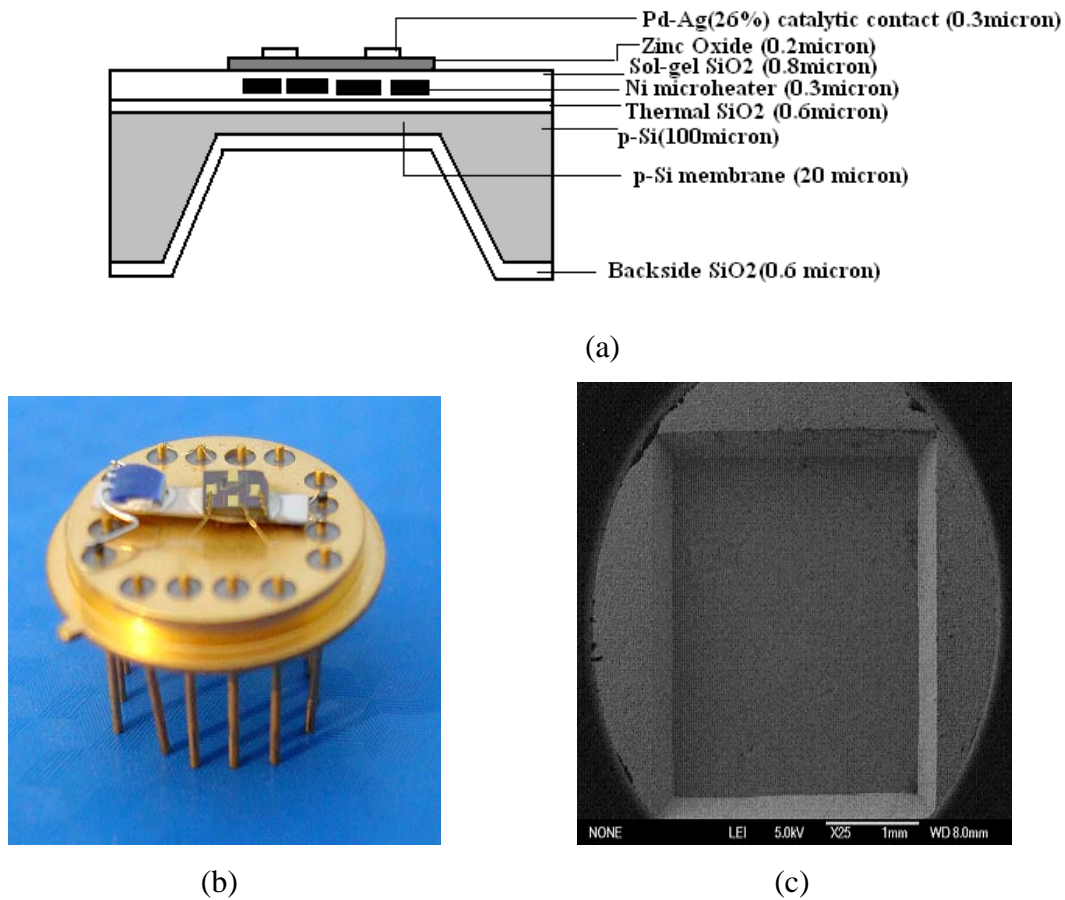 Pd-Ag(26%) catalytic contact (0.3micron)
Zinc Oxide (0.2micron)
Sol-gel SiO2 (0.8micron)
Ni microheater (0.3micron)
Thermal SiO2 (0.6micron)
p-Si(100micron)
p-Si membrane (20 micron)
Backside SiO2(0.6 micron)
(a)
NONE LEI 5.0kV X25 1mm WD 8.0mm
(b) (c)